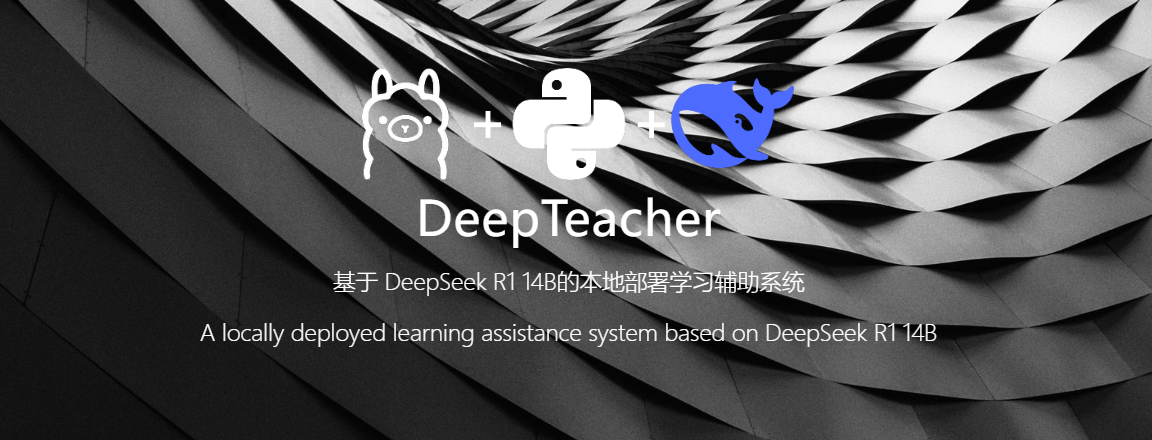 DeepTeacher
基于 DeepSeek R1 14B的本地部署学习辅助系统
A locally deployed learning assistance system based on DeepSeek R1 14B